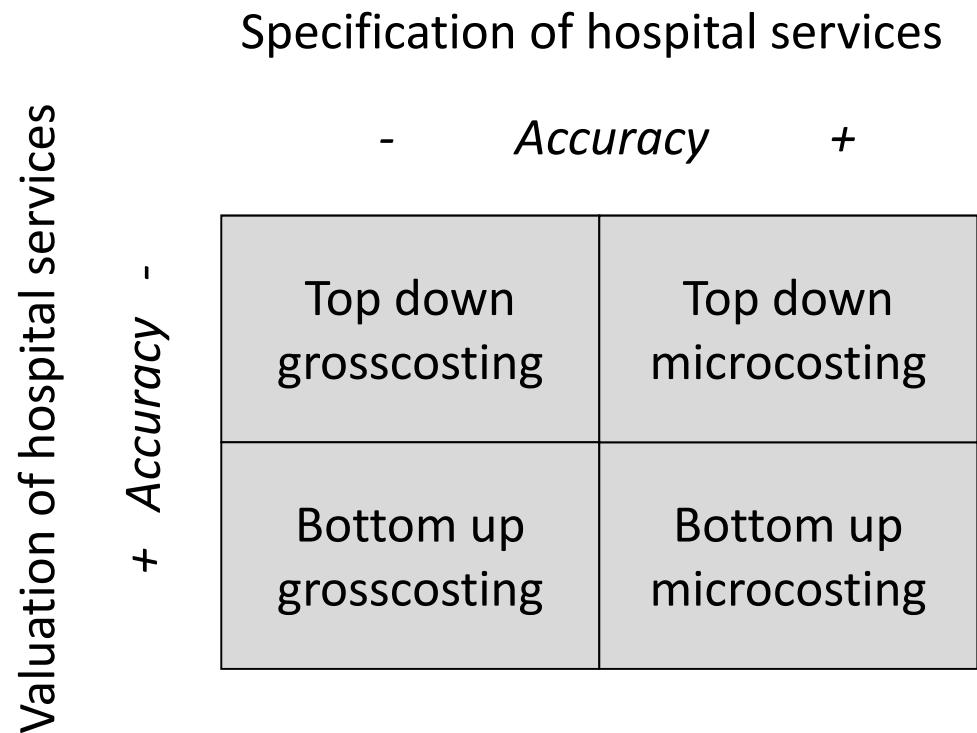 Specification of hospital services
- Accuracy +
Valuation of hospital services
+ Accuracy -
Top down
grosscosting
Top down
microcosting
Bottom up
grosscosting
Bottom up
microcosting